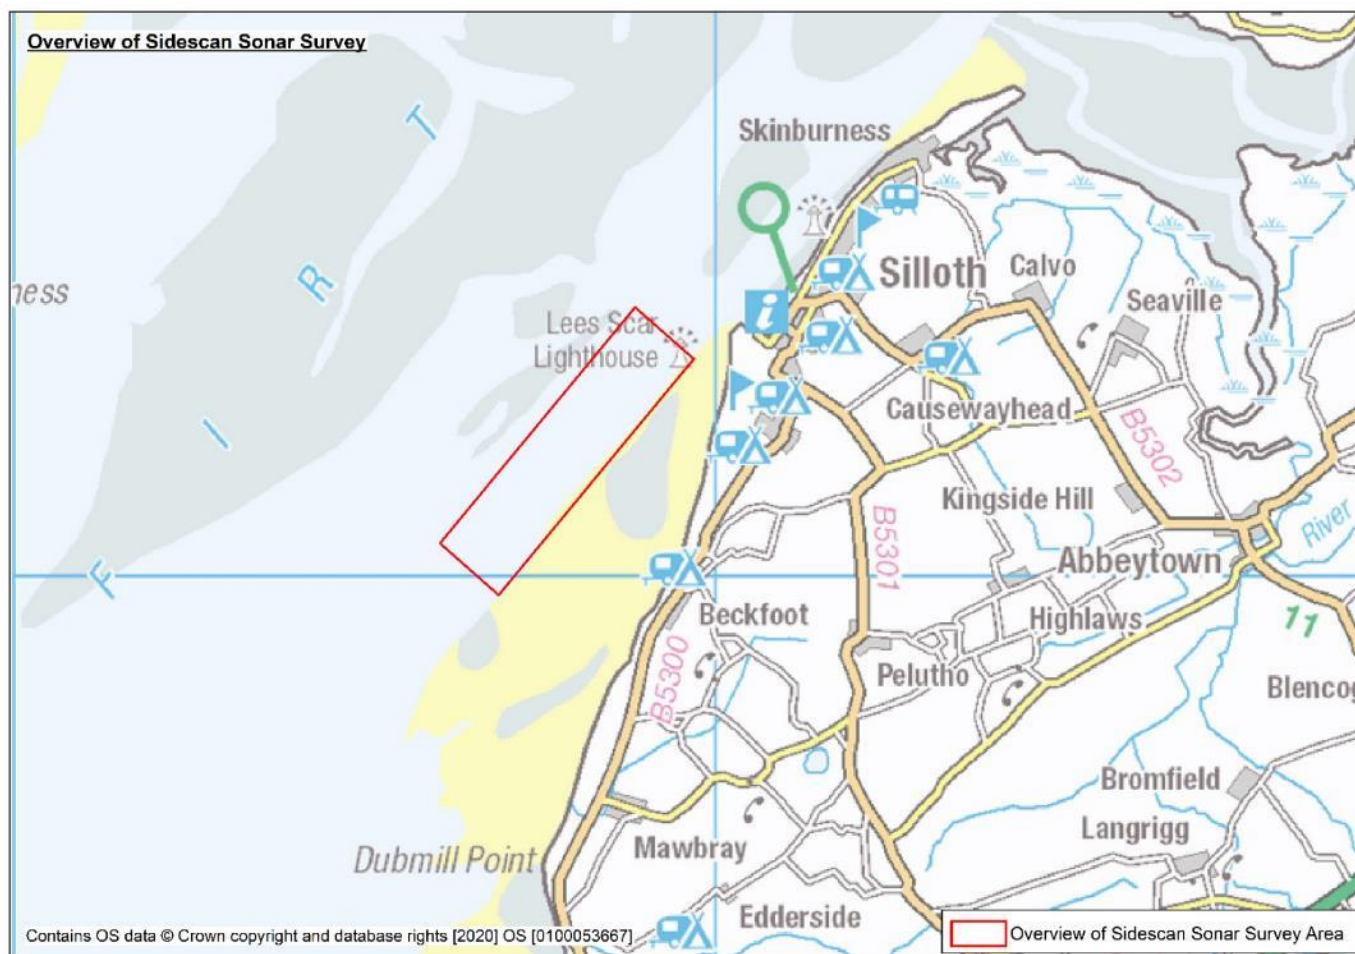 Overview of Sidescan Sonar Survey
T
Skinburness
R
ness
Silloth
Calvo
Seaville
i
Lees Scar
Lighthouse
I
Causewayhead
B5302
Kingside Hill
B5301
River
F
Abbeytown
Beckfoot
Highlaws
11
B5300
Pelutho
Blencog
Bromfield
Langrigg
Mawbray
Dubmill Point
Edderside
Contains OS data © Crown copyright and database rights [2020] OS [0100053667]
Overview of Sidescan Sonar Survey Area